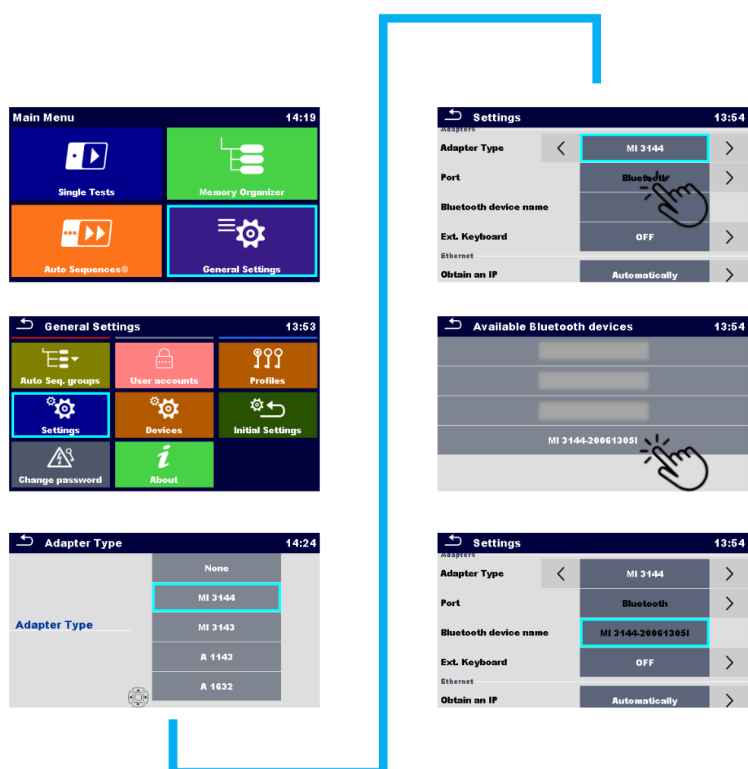 Main Menu 14:19
Single Tests
Memory Organizer
Auto Sequences®
General Settings
General Settings 13:53
Auto Seq. groups
User accounts
Profiles
Settings
Devices
Initial Settings
Change password
About
Adapter Type 14:24
Adapter Type
None
MI 3144
MI 3143
A 1143
A 1632
Settings 13:54
Adapters
Adapter Type MI 3144
Port Bluetooth
Bluetooth device name
Ext. Keyboard OFF
Ethernet
Obtain an IP Automatically
Available Bluetooth devices 13:54
MI 3144-20061305I
Settings 13:54
Adapters
Adapter Type MI 3144
Port Bluetooth
Bluetooth device name MI 3144-20061305I
Ext. Keyboard OFF
Ethernet
Obtain an IP Automatically